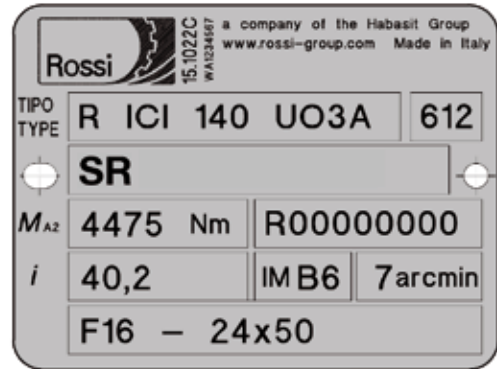 a company of the Habasit Group
www.rossi-group.com Made in Italy
Rossi
15.1022C
WA1234567
TIPO
TYPE
R ICI 140 UO3A 612
SR
MA2 4475 Nm R00000000
i 40,2 IM B6 7arcmin
F16 – 24x50